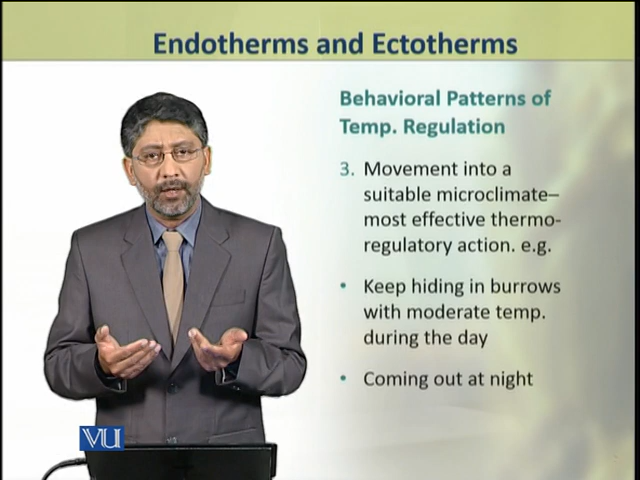 Endotherms and Ectotherms
Behavioral Patterns of
Temp. Regulation
3. Movement into a
suitable microclimate–
most effective thermo-
regulatory action. e.g.
• Keep hiding in burrows
with moderate temp.
during the day
• Coming out at night
VU